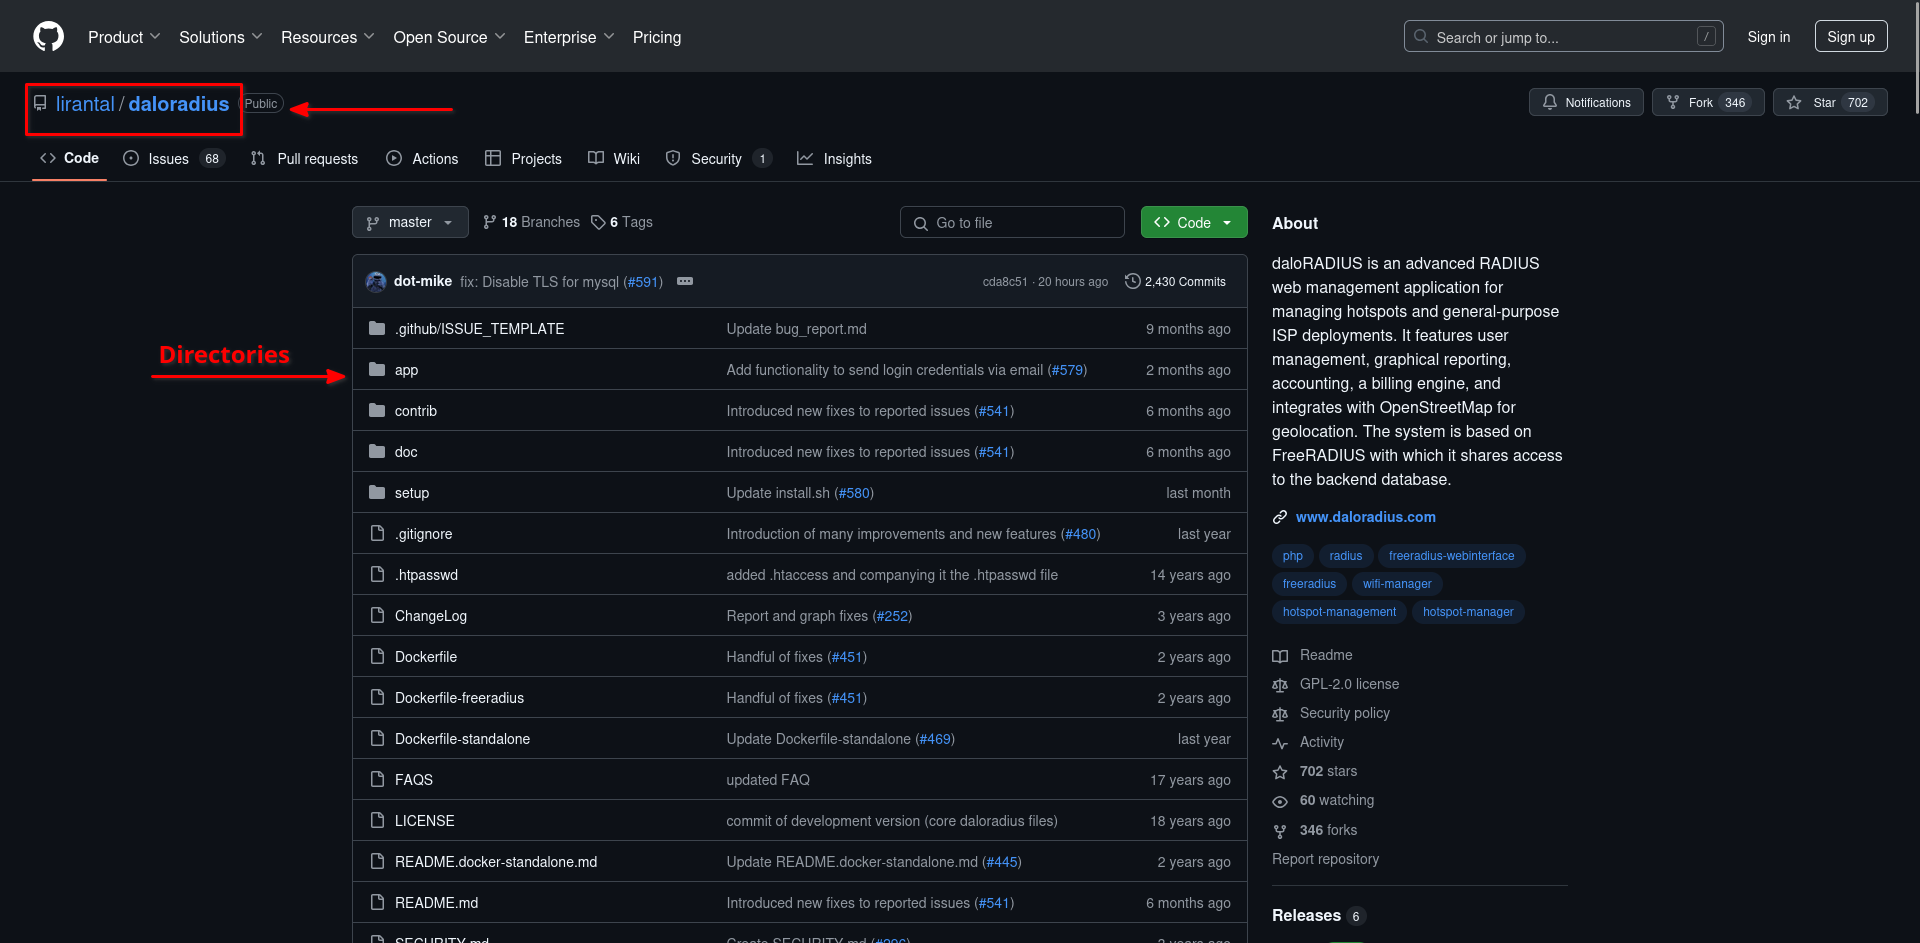 Product Solutions Resources Open Source Enterprise Pricing Search or jump to... / Sign in Sign up
lirantal / daloradius Public Notifications Fork 346 Star 702
Code Issues 68 Pull requests Actions Projects Wiki Security 1 Insights
master 18 Branches 6 Tags Go to file Code
dot-mike fix: Disable TLS for mysql (#591) cda8c51 · 20 hours ago 2,430 Commits
Directories
.github/ISSUE_TEMPLATE Update bug_report.md 9 months ago
app Add functionality to send login credentials via email (#579) 2 months ago
contrib Introduced new fixes to reported issues (#541) 6 months ago
doc Introduced new fixes to reported issues (#541) 6 months ago
setup Update install.sh (#580) last month
.gitignore Introduction of many improvements and new features (#480) last year
.htpasswd added .htaccess and companying it the .htpasswd file 14 years ago
ChangeLog Report and graph fixes (#252) 3 years ago
Dockerfile Handful of fixes (#451) 2 years ago
Dockerfile-freeradius Handful of fixes (#451) 2 years ago
Dockerfile-standalone Update Dockerfile-standalone (#469) last year
FAQS updated FAQ 17 years ago
LICENSE commit of development version (core daloradius files) 18 years ago
README.docker-standalone.md Update README.docker-standalone.md (#445) 2 years ago
README.md Introduced new fixes to reported issues (#541) 6 months ago
SECURITY.md Create SECURITY.md
About
daloRADIUS is an advanced RADIUS
web management application for
managing hotspots and general-purpose
ISP deployments. It features user
management, graphical reporting,
accounting, a billing engine, and
integrates with OpenStreetMap for
geolocation. The system is based on
FreeRADIUS with which it shares access
to the backend database.
www.daloradius.com
php radius freeradius-webinterface
freeradius wifi-manager
hotspot-management hotspot-manager
Readme
GPL-2.0 license
Security policy
Activity
702 stars
60 watching
346 forks
Report repository
Releases 6